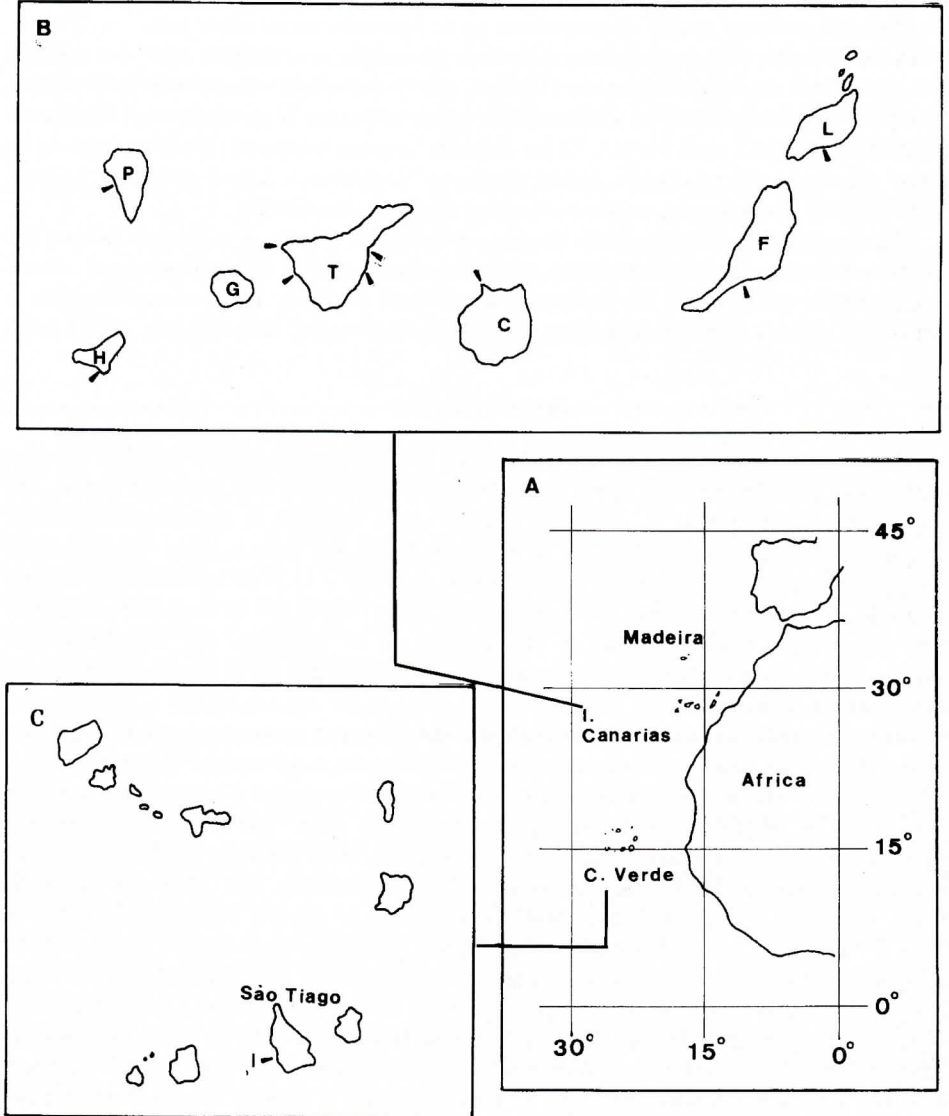 B
P
L
F
T
G
C
H
A
45°
Madeira
30°
I.
Canarias
Africa
15°
C. Verde
0°
30°
15°
0°
C
São Tiago